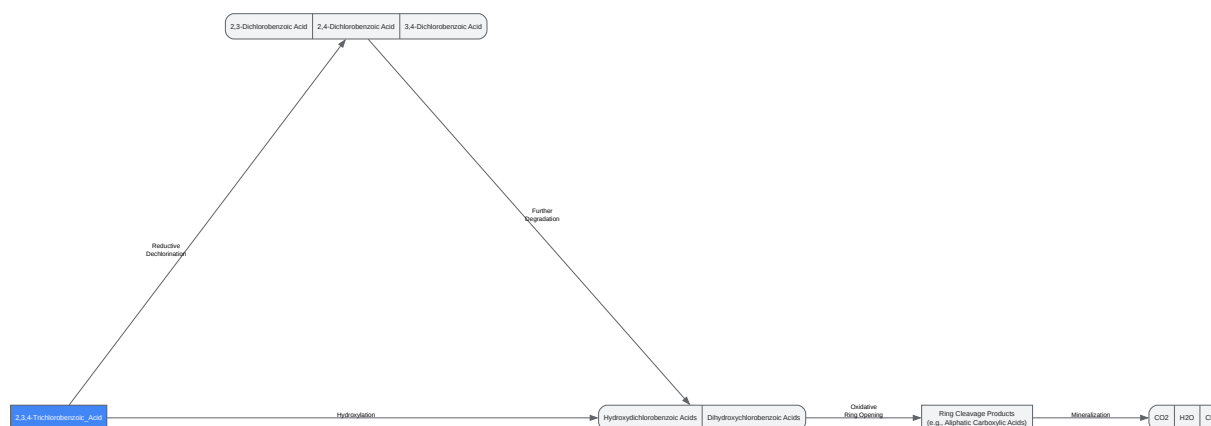 2,3-Dichlorobenzoic Acid 2,4-Dichlorobenzoic Acid 3,4-Dichlorobenzoic Acid
Further
Degradation
Reductive
Dechlorination
2,3,4-Trichlorobenzoic_Acid
Hydroxylation
Hydroxydichlorobenzoic Acids Dihydroxychlorobenzoic Acids
Oxidative
Ring Opening
Ring Cleavage Products
(e.g., Aliphatic Carboxylic Acids)
Mineralization
CO2 H2O